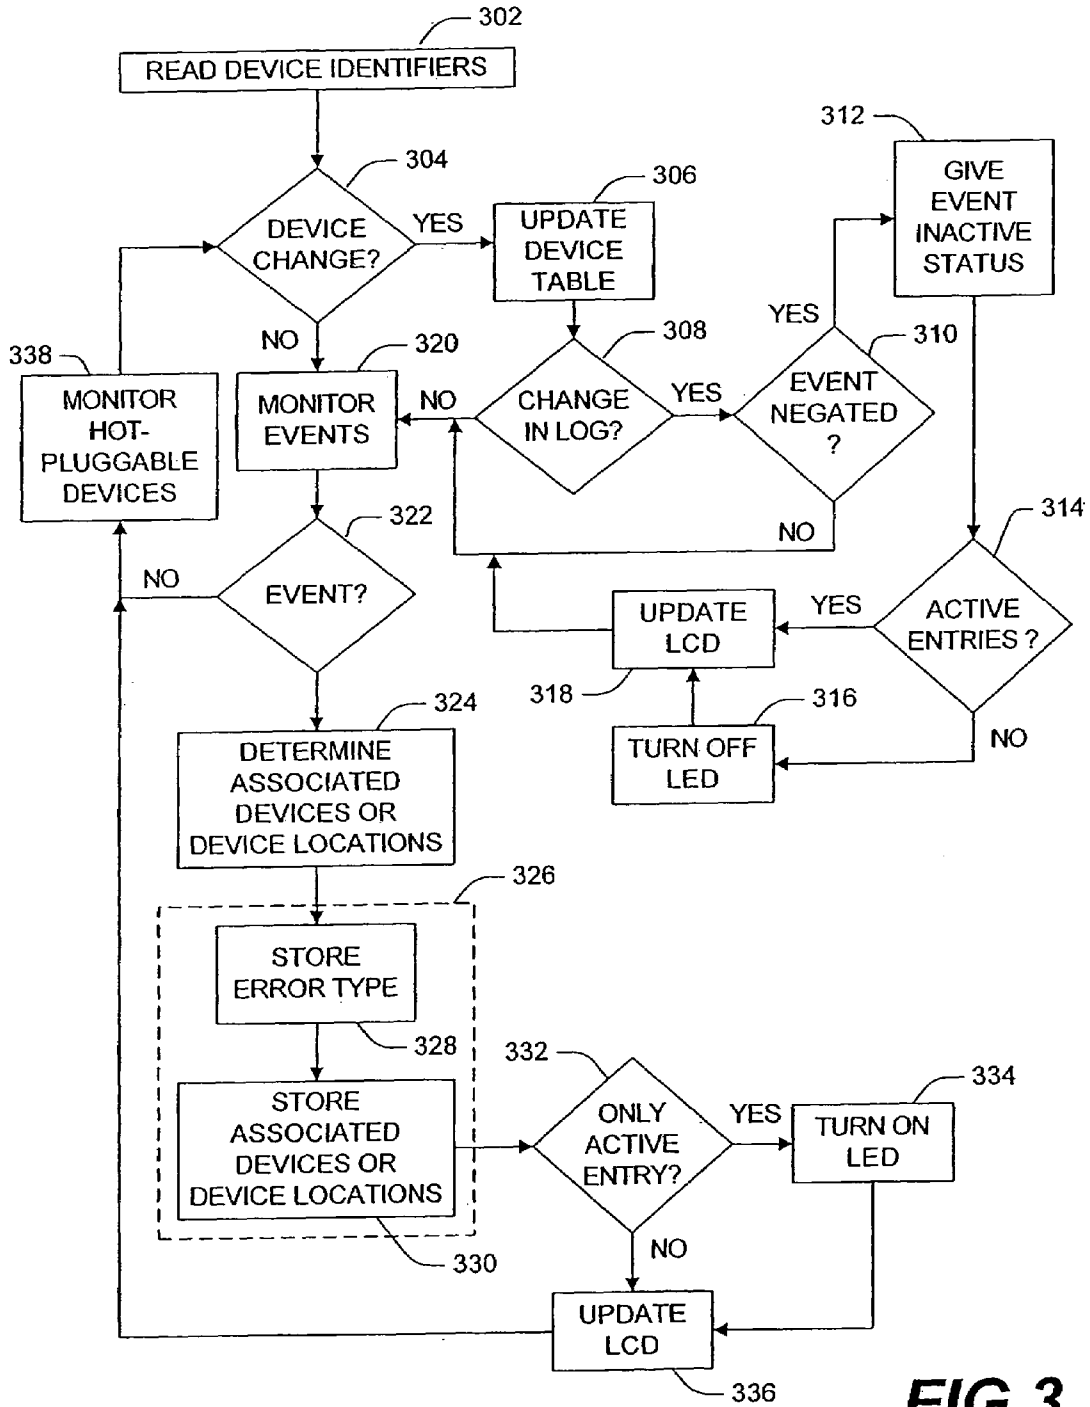 302
READ DEVICE IDENTIFIERS
304
DEVICE
CHANGE?
YES
NO
306
UPDATE
DEVICE
TABLE
308
CHANGE
IN LOG?
YES
NO
310
EVENT
NEGATED
?
YES
NO
312
GIVE
EVENT
INACTIVE
STATUS
314
ACTIVE
ENTRIES ?
YES
NO
316
TURN OFF
LED
318
UPDATE
LCD
338
MONITOR
HOT-
PLUGGABLE
DEVICES
320
MONITOR
EVENTS
322
EVENT?
NO
324
DETERMINE
ASSOCIATED
DEVICES OR
DEVICE LOCATIONS
326
STORE
ERROR TYPE
328
STORE
ASSOCIATED
DEVICES OR
DEVICE LOCATIONS
330
332
ONLY
ACTIVE
ENTRY?
YES
NO
334
TURN ON
LED
UPDATE
LCD
336
FIG 3